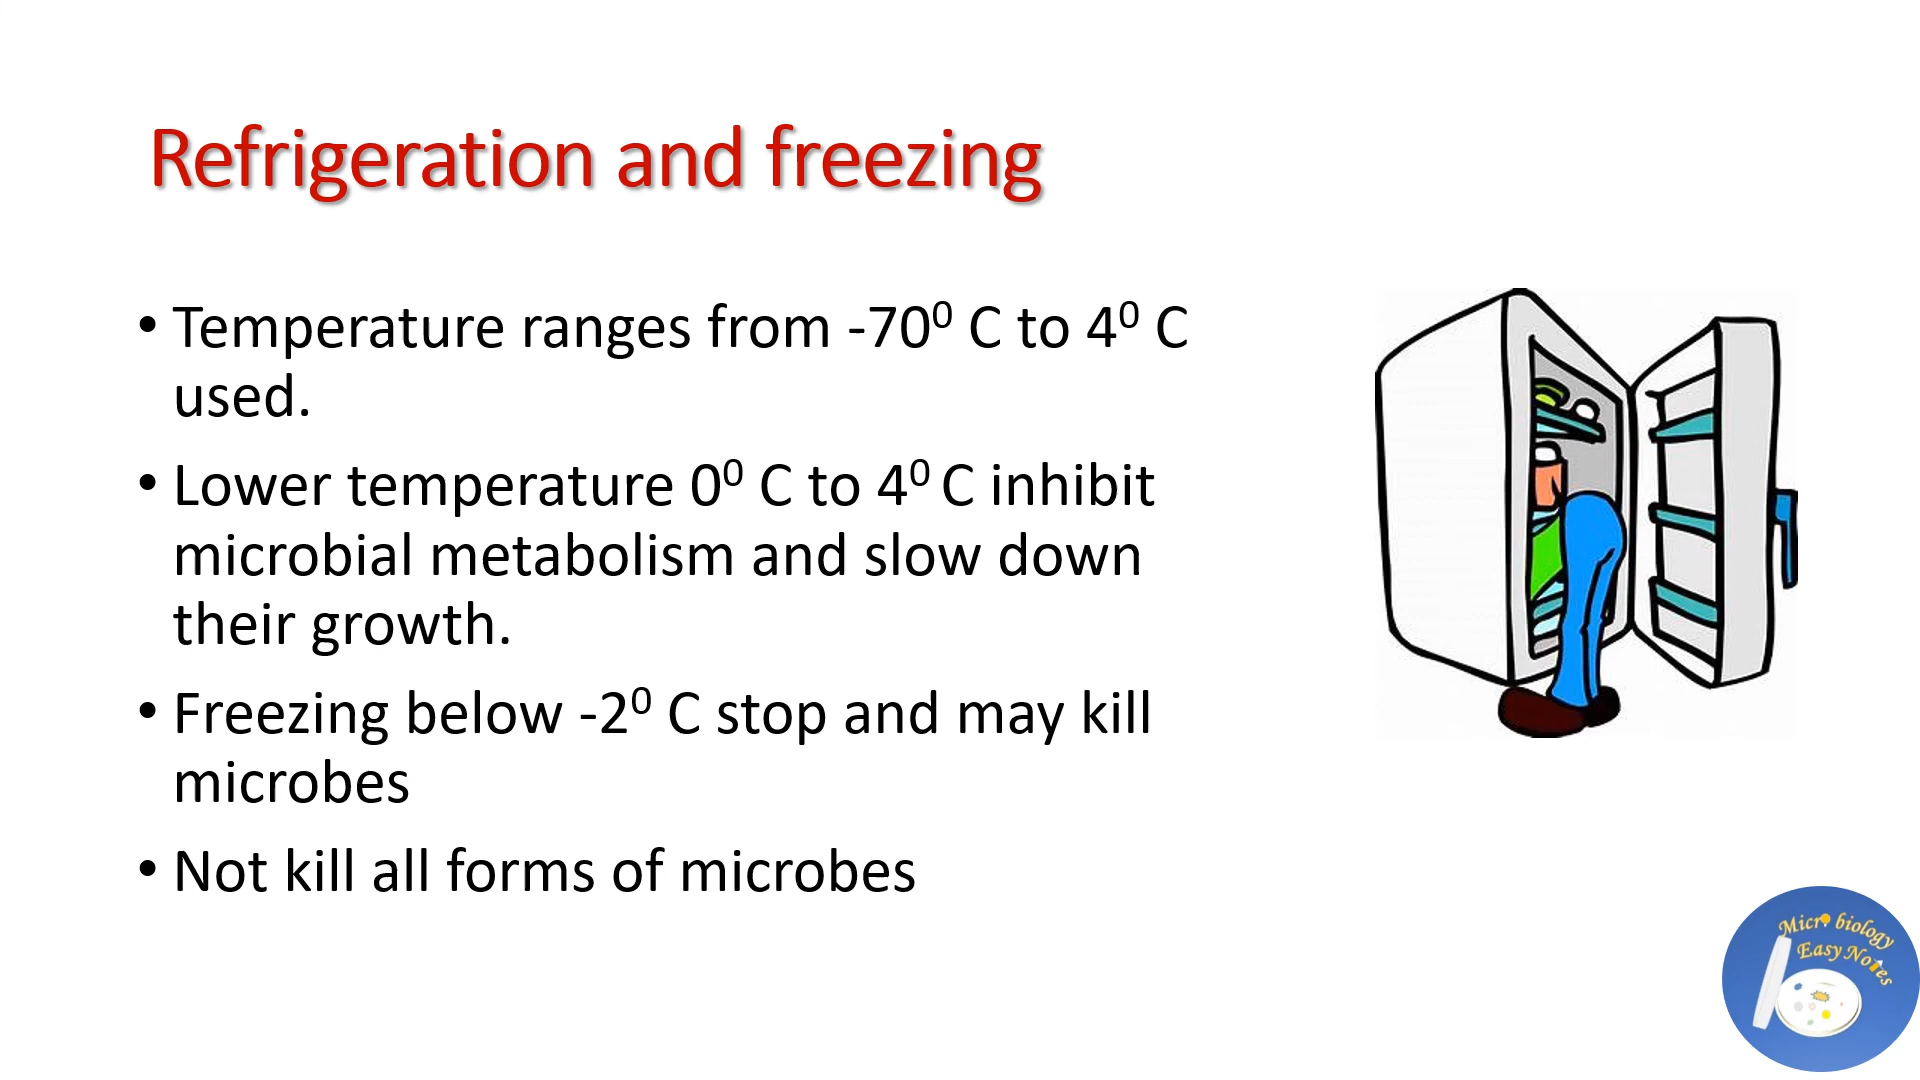 Refrigeration and freezing
• Temperature ranges from -70⁰ C to 4⁰ C
used.
• Lower temperature 0⁰ C to 4⁰ C inhibit
microbial metabolism and slow down
their growth.
• Freezing below -2⁰ C stop and may kill
microbes
• Not kill all forms of microbes
Micro biology
Easy Notes